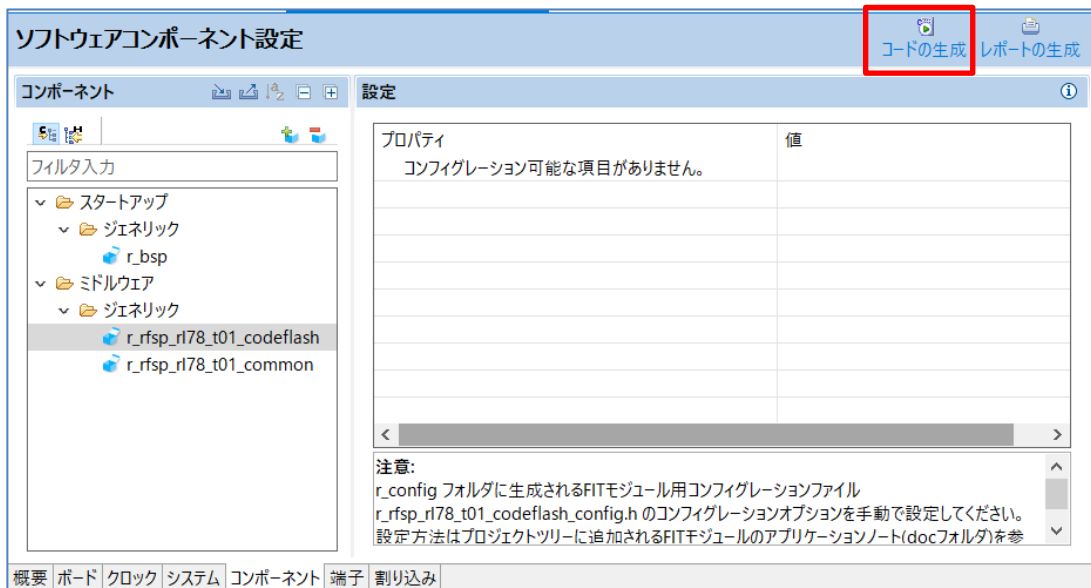 ソフトウェアコンポーネント設定
コードの生成
レポートの生成
コンポーネント
設定
フィルタ入力
スタートアップ
ジェネリック
r_bsp
ミドルウェア
ジェネリック
r_rfsp_rl78_t01_codeflash
r_rfsp_rl78_t01_common
プロパティ
値
コンフィグレーション可能な項目がありません。
注意:
r_config フォルダに生成されるFITモジュール用コンフィグレーションファイル
r_rfsp_rl78_t01_codeflash_config.h のコンフィグレーションオプションを手動で設定してください。
設定方法はプロジェクトツリーに追加されるFITモジュールのアプリケーションノート(docフォルダ)を参
概要 ボード クロック システム コンポーネント 端子 割り込み